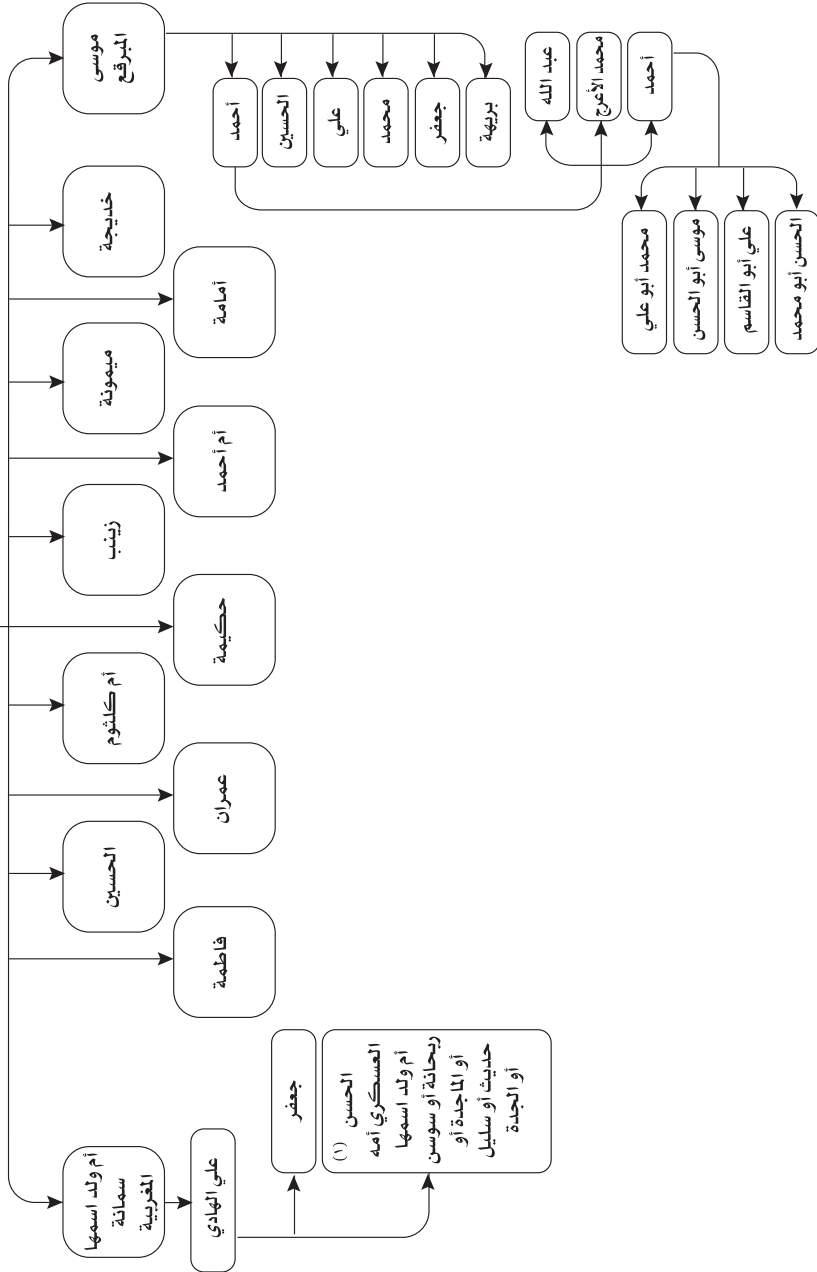 موسى
المبرقع
خديجة
أمامة
ميمونة
أم أحمد
زينب
حكيمة
أم كلثوم
عمران
الحسين
فاطمة
أم ولد اسمها
سمانة
المغربية
علي الهادي
جعفر
الحسن
العسكري أمه
أم ولد اسمها
ريحانة أو سوسن
أو الماجدة أو
حديث أو سليل
أو الجدة
(١)
أحمد
الحسين
علي
محمد
جعفر
بريهة
عبد الله
محمد الأعرج
أحمد
محمد أبو علي
موسى أبو الحسن
علي أبو القاسم
الحسن أبو محمد